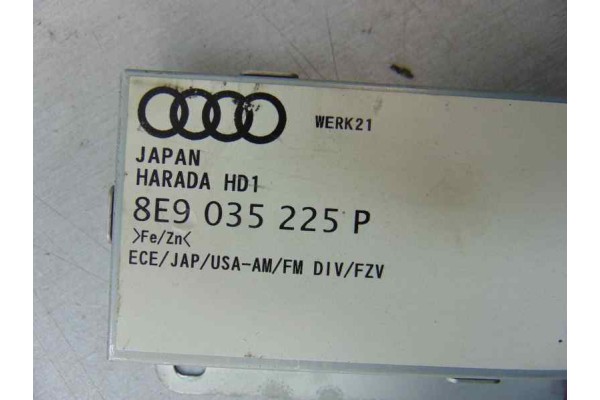 WERK21
JAPAN
HARADA HD1
8E9 035 225 P
>Fe/Zn<
ECE/JAP/USA-AM/FM DIV/FZV